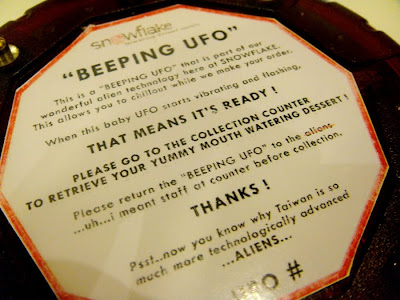 snowflake
"BEEPING UFO"
This is a "BEEPING UFO" that is part of our
wonderful alien technology here at SNOWFLAKE.
This allows you to chillout while we make your order.
When this baby UFO starts vibrating and flashing,
THAT MEANS IT'S READY !
PLEASE GO TO THE COLLECTION COUNTER
TO RETRIEVE YOUR YUMMY MOUTH WATERING DESSERT !
Please return the "BEEPING UFO" to the aliens
...uh...i meant staff at counter before collection.
THANKS !
Psst..now you know why Taiwan is so
much more technologically advanced
...ALIENS...
UFO #